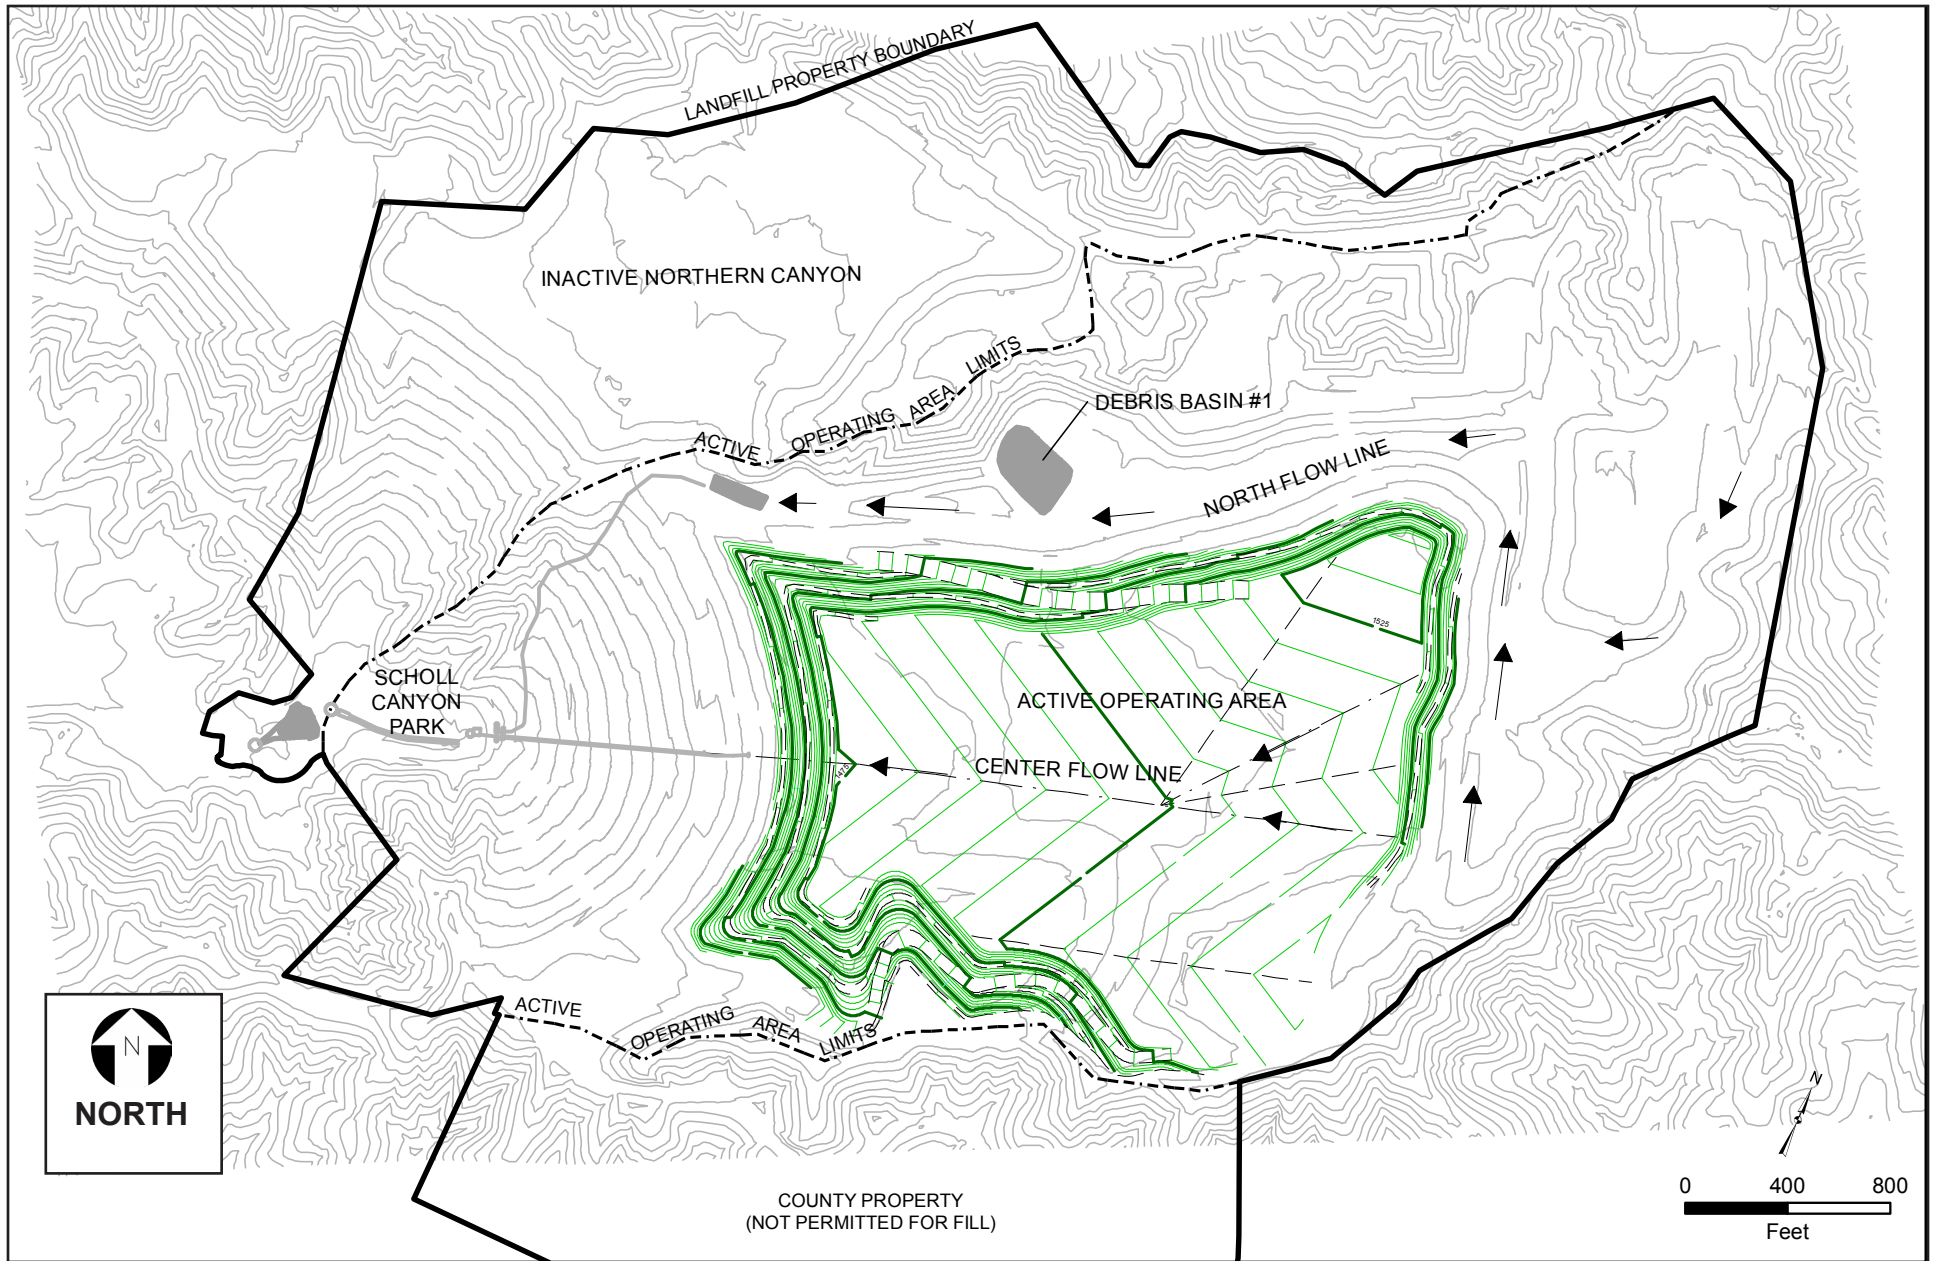 LANDFILL PROPERTY BOUNDARY
INACTIVE NORTHERN CANYON
ACTIVE OPERATING AREA LIMITS
DEBRIS BASIN #1
NORTH FLOW LINE
1525
SCHOLL
CANYON
PARK
ACTIVE OPERATING AREA
CENTER FLOW LINE
1475
ACTIVE OPERATING AREA LIMITS
N
NORTH
COUNTY PROPERTY
(NOT PERMITTED FOR FILL)
N
0 400 800
Feet